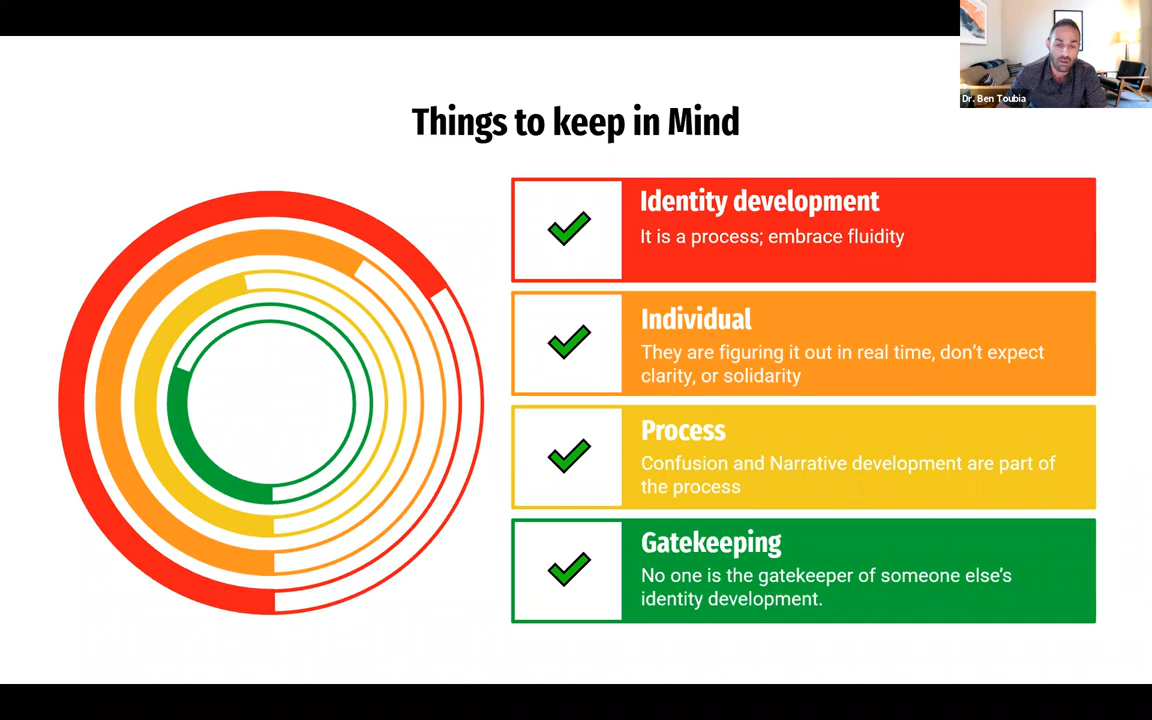 Dr. Ben Toubia
Things to keep in Mind
Identity development
It is a process; embrace fluidity
Individual
They are figuring it out in real time, don’t expect
clarity, or solidarity
Process
Confusion and Narrative development are part of
the process
Gatekeeping
No one is the gatekeeper of someone else’s
identity development.